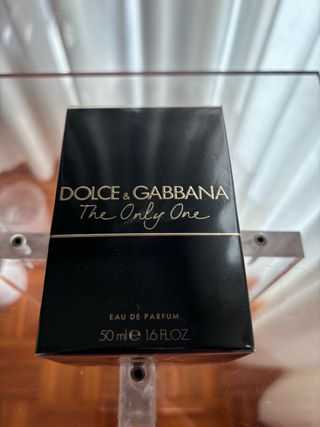 DOLCE & GABBANA
The Only One
EAU DE PARFUM
50 ml ℮ 1.6 FL.OZ